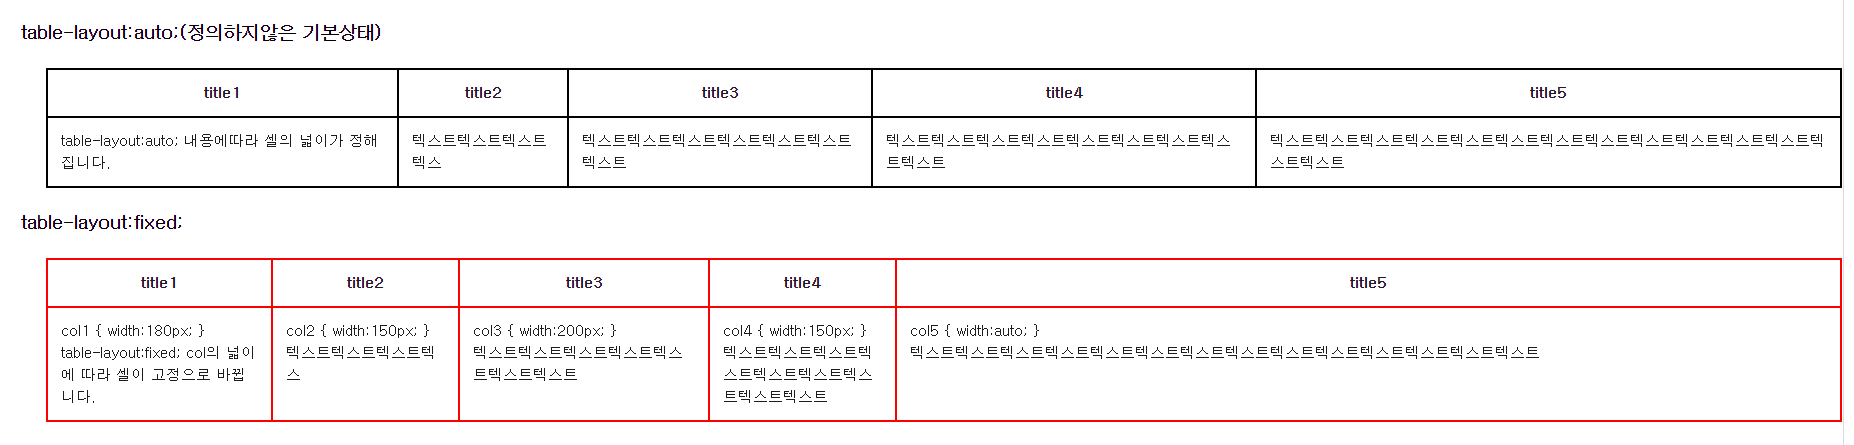 table-layout:auto;(정의하지않은 기본상태)
title1 title2 title3 title4 title5
table-layout:auto; 내용에따라 셀의 넓이가 정해
집니다.
텍스트텍스트텍스트
텍스
텍스트텍스트텍스트텍스트텍스트텍스트
텍스트
텍스트텍스트텍스트텍스트텍스트텍스트텍스트텍스
트텍스트
텍스트텍스트텍스트텍스트텍스트텍스트텍스트텍스트텍스트텍스트텍스트텍스트텍
스트텍스트
table-layout:fixed;
title1 title2 title3 title4 title5
col1 { width:180px; }
table-layout:fixed; col의 넓이
에 따라 셀이 고정으로 바뀝
니다.
col2 { width:150px; }
텍스트텍스트텍스트텍
스
col3 { width:200px; }
텍스트텍스트텍스트텍스트텍스
트텍스트텍스트
col4 { width:150px; }
텍스트텍스트텍스트텍
스트텍스트텍스트텍스
트텍스트텍스트
col5 { width:auto; }
텍스트텍스트텍스트텍스트텍스트텍스트텍스트텍스트텍스트텍스트텍스트텍스트텍스트텍스트